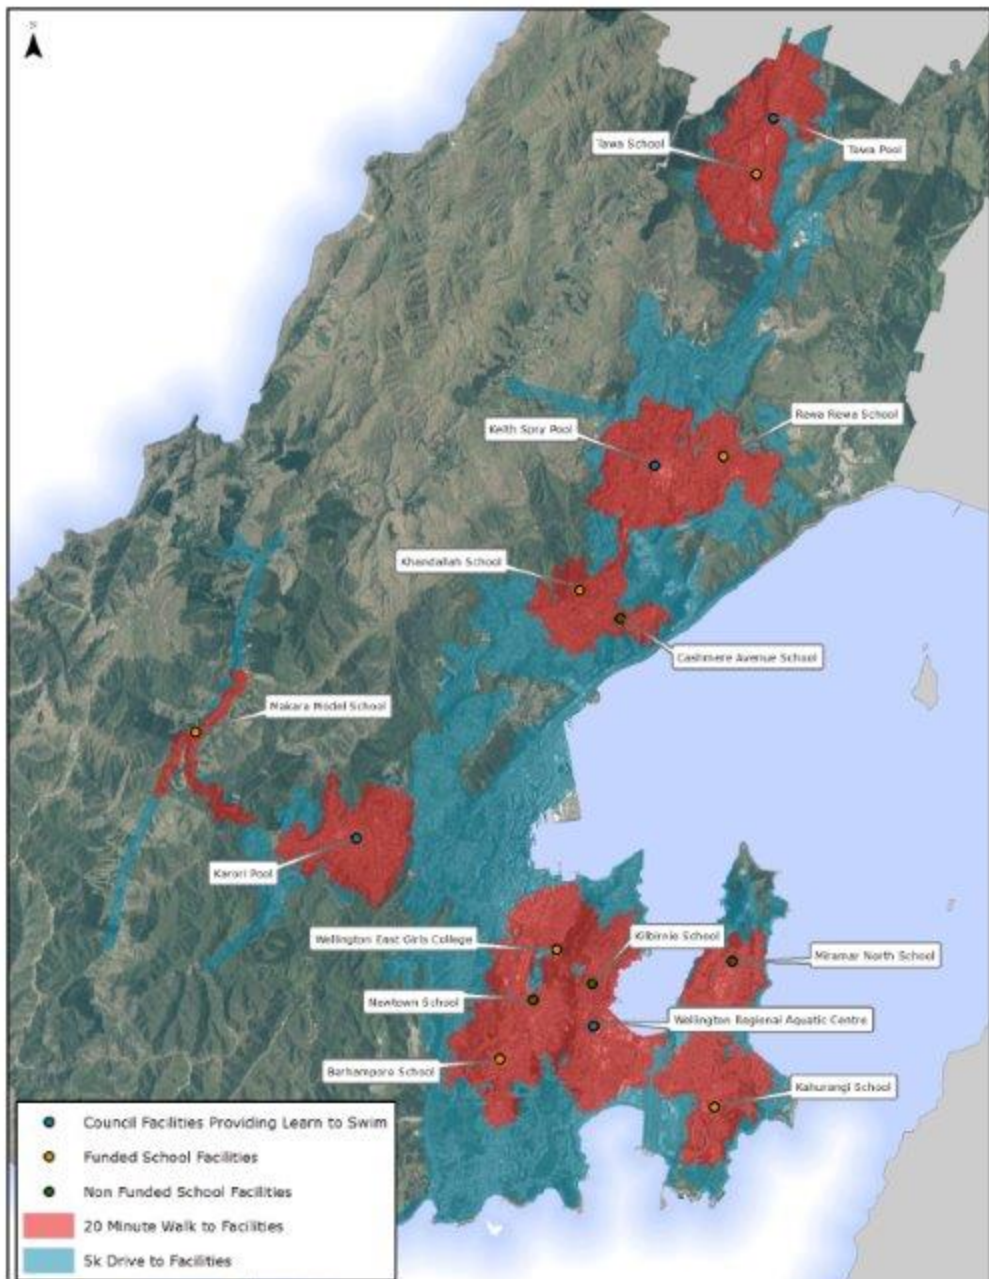 N
Tawa School
Tawa Pool
Rewa Rewa School
Keith Spry Pool
Khandallah School
Cashmere Avenue School
Makara Model School
Karori Pool
Wellington East Girls College
Kilbirnie School
Miramar North School
Newtown School
Wellington Regional Aquatic Centre
Berhampore School
Kahurangi School
Council Facilities Providing Learn to Swim
Funded School Facilities
Non Funded School Facilities
20 Minute Walk to Facilities
5k Drive to Facilities